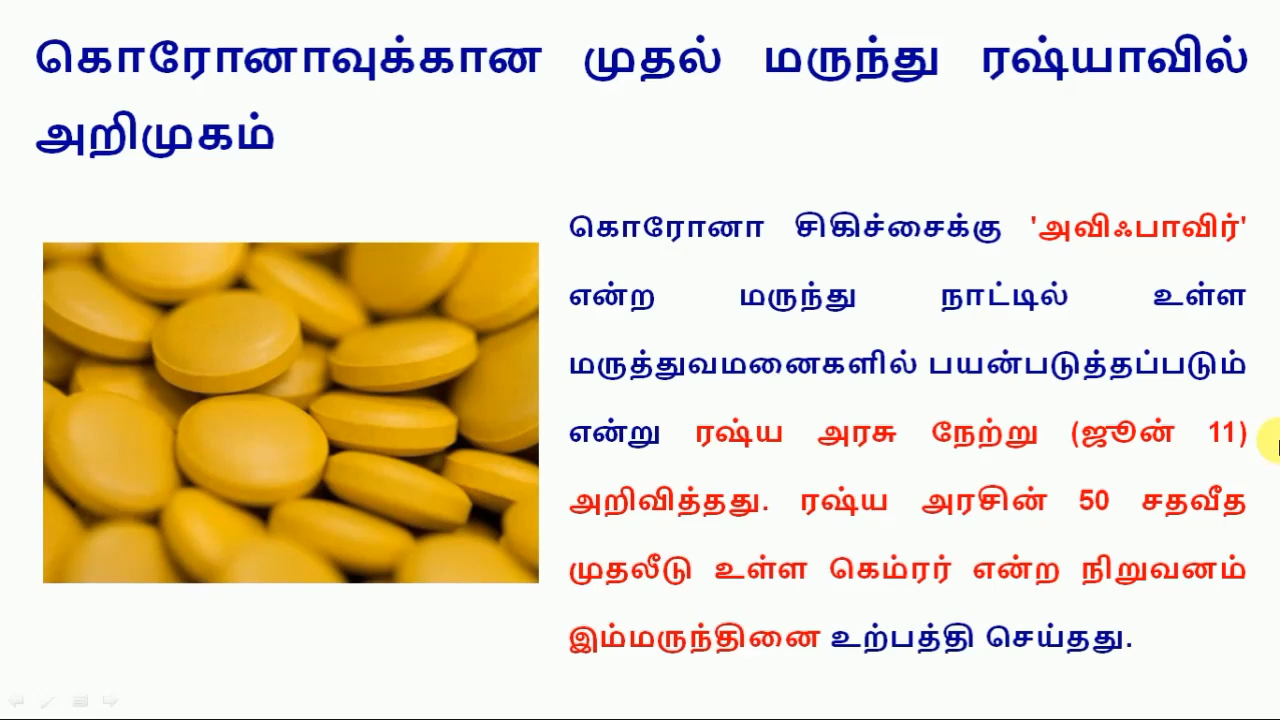 கொரோனாவுக்கான முதல் மருந்து ரஷ்யாவில்
அறிமுகம்
கொரோனா சிகிச்சைக்கு 'அவிஃபாவிர்'
என்ற மருந்து நாட்டில் உள்ள
மருத்துவமனைகளில் பயன்படுத்தப்படும்
என்று ரஷ்ய அரசு நேற்று (ஜூன் 11)
அறிவித்தது. ரஷ்ய அரசின் 50 சதவீத
முதலீடு உள்ள கெம்ரர் என்ற நிறுவனம்
இம்மருந்தினை உற்பத்தி செய்தது.